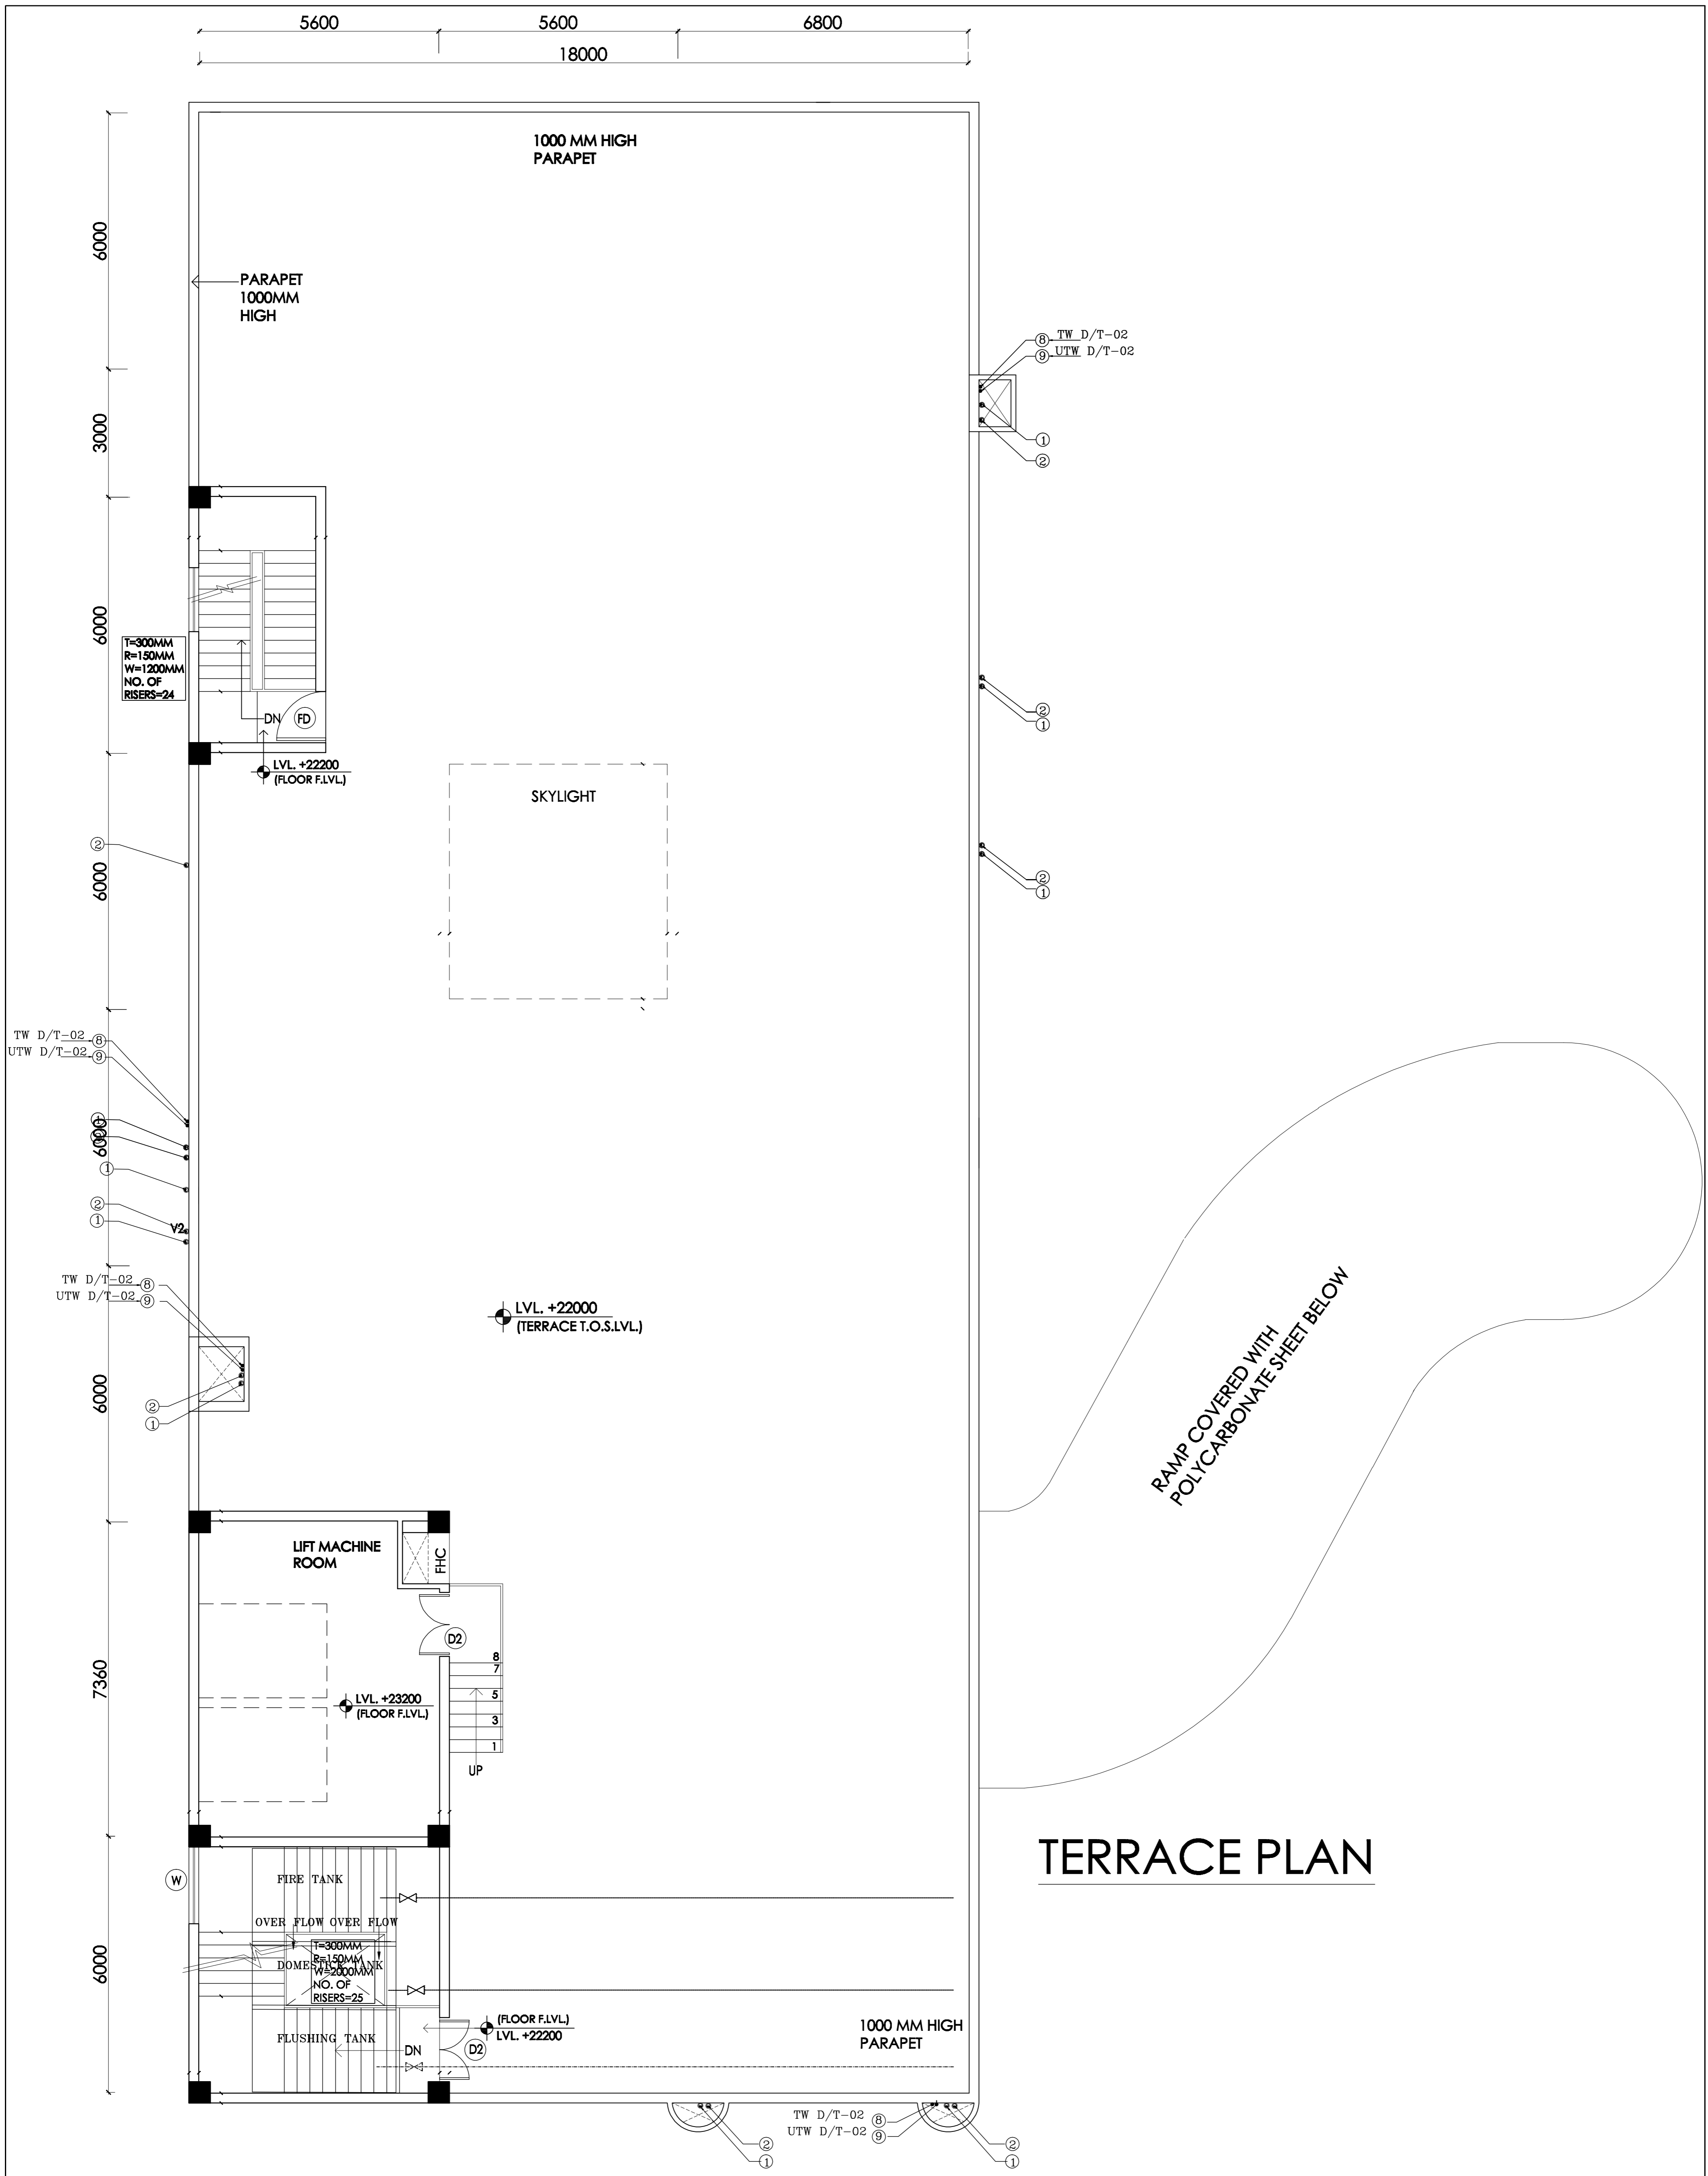 5600
5600
6800
18000
1000 MM HIGH
PARAPET
6000
PARAPET
1000MM
HIGH
8 TW D/T-02
9 UTW D/T-02
3000
1
2
6000
T=300MM
R=150MM
W=1200MM
NO. OF
RISERS=24
DN
FD
2
1
LVL. +22200
(FLOOR F.LVL.)
SKYLIGHT
2
6000
2
1
TW D/T-02 8
UTW D/T-02 9
1
6000
1
2
1
V2
TW D/T-02 8
UTW D/T-02 9
LVL. +22000
(TERRACE T.O.S.LVL.)
RAMP COVERED WITH
POLYCARBONATE SHEET BELOW
6000
2
1
LIFT MACHINE
ROOM
FHC
D2
8
7
5
3
1
UP
7360
LVL. +23200
(FLOOR F.LVL.)
TERRACE PLAN
W
FIRE TANK
OVER FLOW OVER FLOW
T=300MM
R=150MM
DOMESTICK TANK
W=2000MM
NO. OF
RISERS=25
6000
(FLOOR F.LVL.)
LVL. +22200
FLUSHING TANK
DN
D2
1000 MM HIGH
PARAPET
TW D/T-02 8
UTW D/T-02 9
2
1
2
1